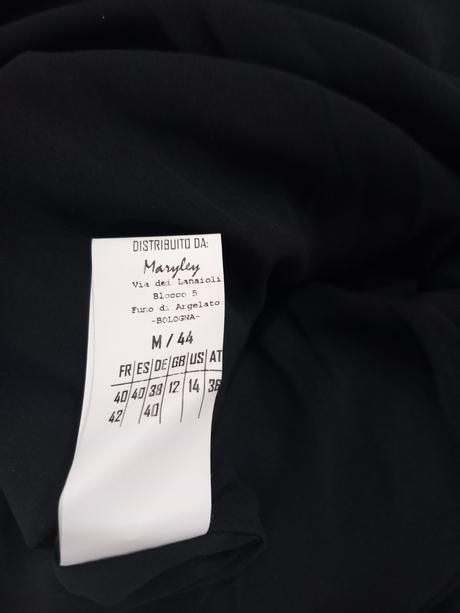 DISTRIBUITO DA:
Maryley
Via dei Lanaioli
Blocco 5
Funo di Argelato
-BOLOGNA-
M / 44
FR|ES|DE|GB|US|AT
40|40|38|12|14|36
42| |40| | |